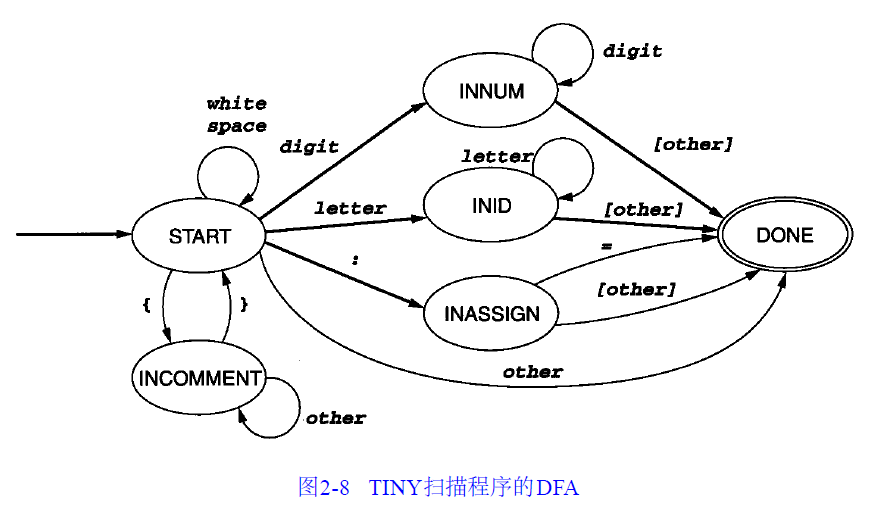 digit
INNUM
white
space
digit
[other]
letter
letter
INID
[other]
START
DONE
:
=
{
}
INASSIGN
[other]
INCOMMENT
other
other
图2-8 TINY扫描程序的DFA